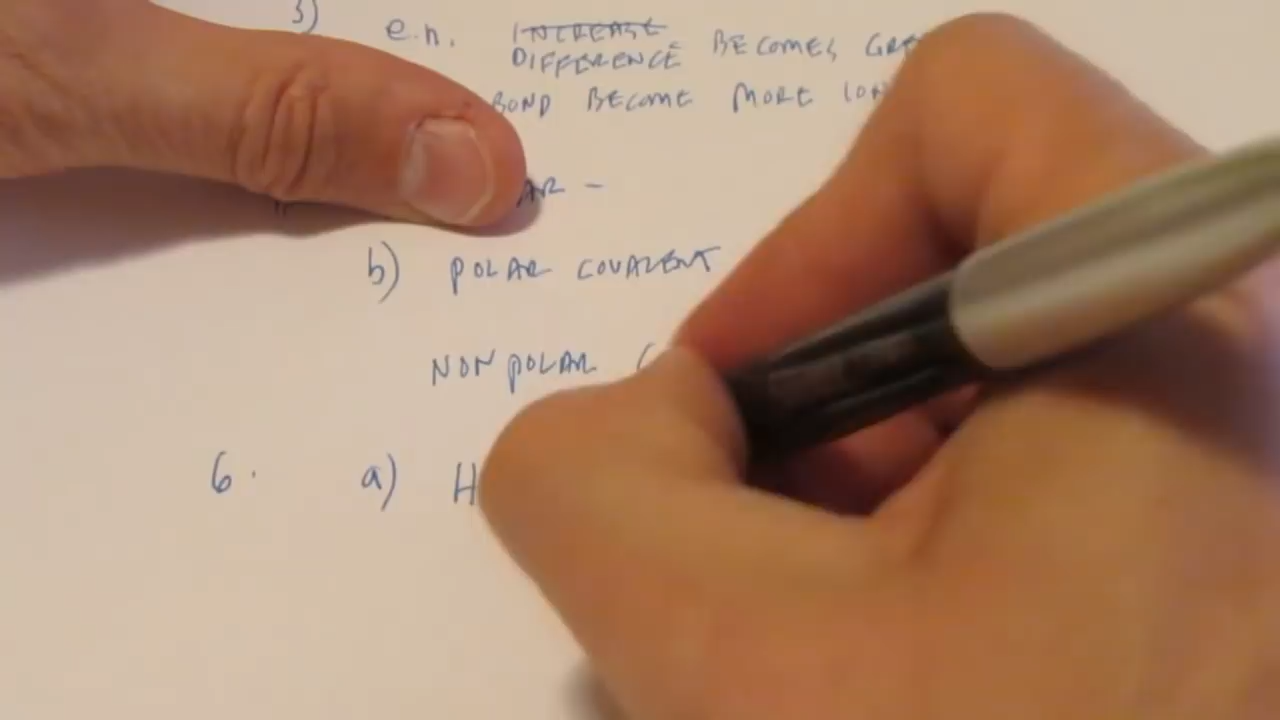 3) e.n. INCREASE
DIFFERENCE BECOMES
BOND BECOME MORE
b) POLAR COVALENT
NONPOLAR
6. a) H